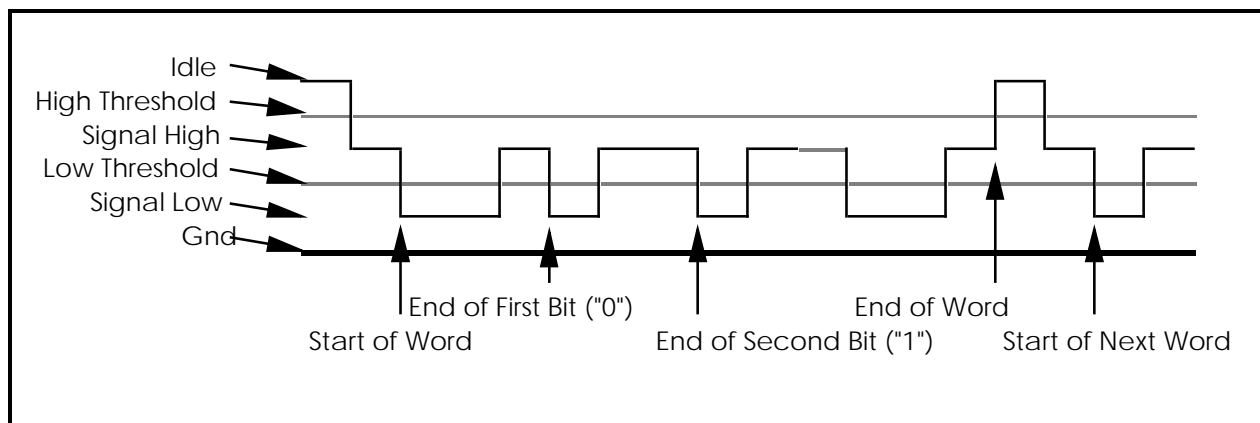 Idle
High Threshold
Signal High
Low Threshold
Signal Low
Gnd
End of First Bit ("0")
End of Word
Start of Word
End of Second Bit ("1")
Start of Next Word